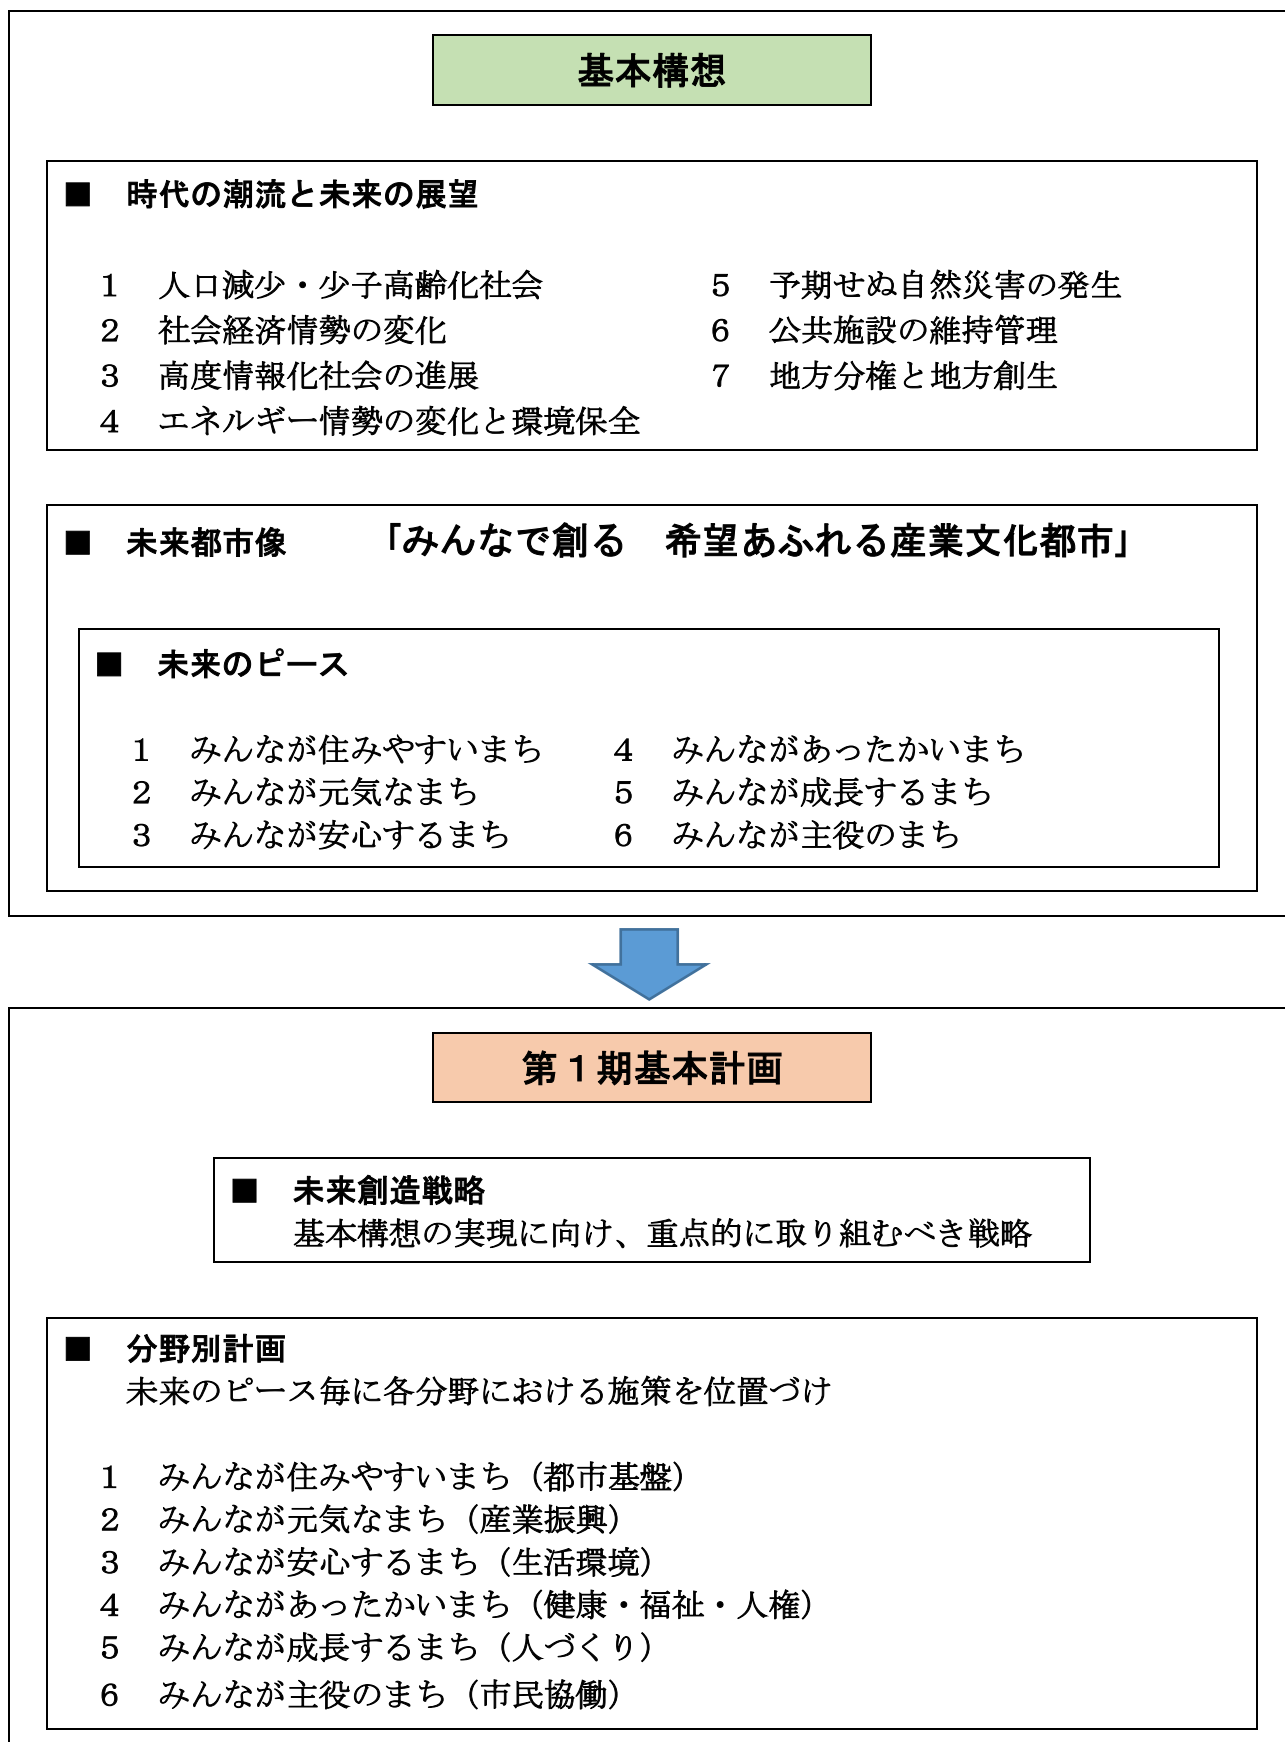 基本構想
■ 時代の潮流と未来の展望
1 人口減少・少子高齢化社会
2 社会経済情勢の変化
3 高度情報化社会の進展
4 エネルギー情勢の変化と環境保全
5 予期せぬ自然災害の発生
6 公共施設の維持管理
7 地方分権と地方創生
■ 未来都市像 「みんなで創る 希望あふれる産業文化都市」
■ 未来のピース
1 みんなが住みやすいまち
2 みんなが元気なまち
3 みんなが安心するまち
4 みんながあったかいまち
5 みんなが成長するまち
6 みんなが主役のまち
第1期基本計画
■ 未来創造戦略
基本構想の実現に向け、重点的に取り組むべき戦略
■ 分野別計画
未来のピース毎に各分野における施策を位置づけ
1 みんなが住みやすいまち(都市基盤)
2 みんなが元気なまち(産業振興)
3 みんなが安心するまち(生活環境)
4 みんながあったかいまち(健康・福祉・人権)
5 みんなが成長するまち(人づくり)
6 みんなが主役のまち(市民協働)